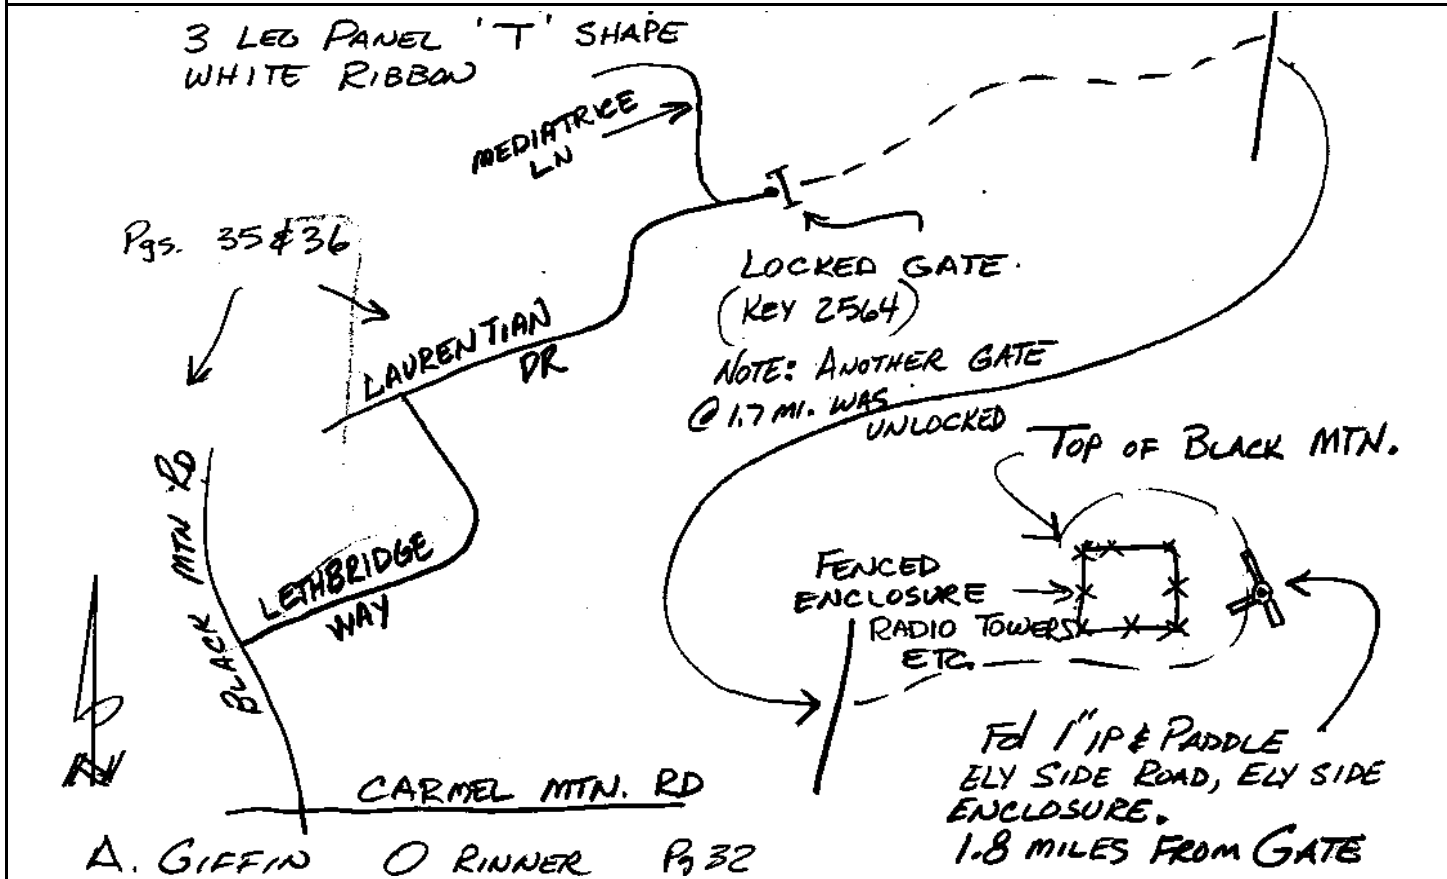 3 LEG PANEL 'T' SHAPE
WHITE RIBBON
MEDIATRICE
LN
Pgs. 35 & 36
LOCKED GATE.
(KEY 2564)
NOTE: ANOTHER GATE
@ 1.7 MI. WAS
UNLOCKED
LAURENTIAN
DR
TOP OF BLACK MTN.
BLACK MTN RD
LETHBRIDGE
WAY
FENCED
ENCLOSURE
RADIO TOWERS
ETC.
N
Fd 1" IP & PADDLE
ELY SIDE ROAD, ELY SIDE
ENCLOSURE.
1.8 MILES FROM GATE
CARMEL MTN. RD
A. GIFFIN O RINNER Pg 32